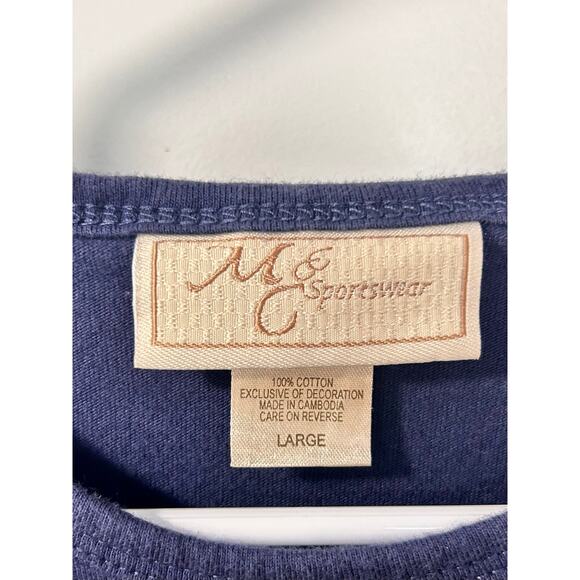 M & C Sportswear
100% COTTON
EXCLUSIVE OF DECORATION
MADE IN CAMBODIA
CARE ON REVERSE
LARGE